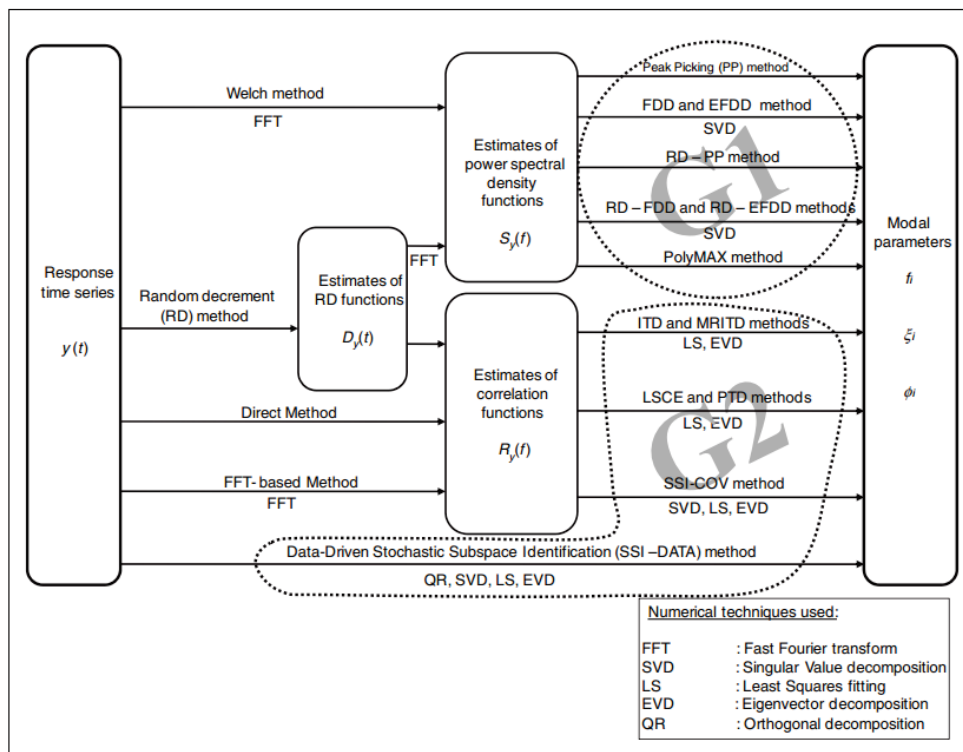 Response
time series
y(t)
Welch method
FFT
Random decrement
(RD) method
Direct Method
FFT-based Method
FFT
Estimates of
RD functions
Dy(t)
FFT
Estimates of
power spectral
density
functions
Sy(f)
Estimates of
correlation
functions
Ry(f)
Peak Picking (PP) method
FDD and EFDD method
SVD
RD – PP method
RD – FDD and RD – EFDD methods
SVD
PolyMAX method
G1
ITD and MRITD methods
LS, EVD
LSCE and PTD methods
LS, EVD
SSI-COV method
SVD, LS, EVD
G2
Data-Driven Stochastic Subspace Identification (SSI –DATA) method
QR, SVD, LS, EVD
Modal
parameters
fi
ξi
ϕi
Numerical techniques used:
FFT : Fast Fourier transform
SVD : Singular Value decomposition
LS : Least Squares fitting
EVD : Eigenvector decomposition
QR : Orthogonal decomposition